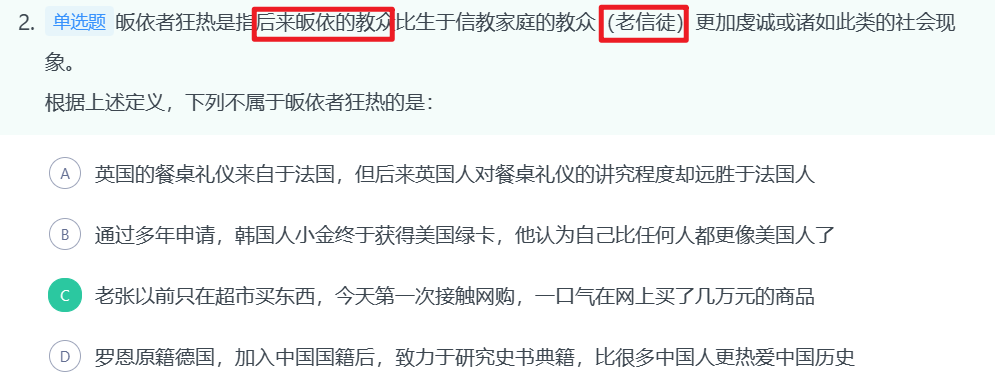 2. 单选题 皈依者狂热是指后来皈依的教众比生于信教家庭的教众（老信徒）更加虔诚或诸如此类的社会现
象。
根据上述定义，下列不属于皈依者狂热的是：
A 英国的餐桌礼仪来自于法国，但后来英国人对餐桌礼仪的讲究程度却远胜于法国人
B 通过多年申请，韩国人小金终于获得美国绿卡，他认为自己比任何人都更像美国人了
C 老张以前只在超市买东西，今天第一次接触网购，一口气在网上买了几万元的商品
D 罗恩原籍德国，加入中国国籍后，致力于研究史书典籍，比很多中国人更热爱中国历史